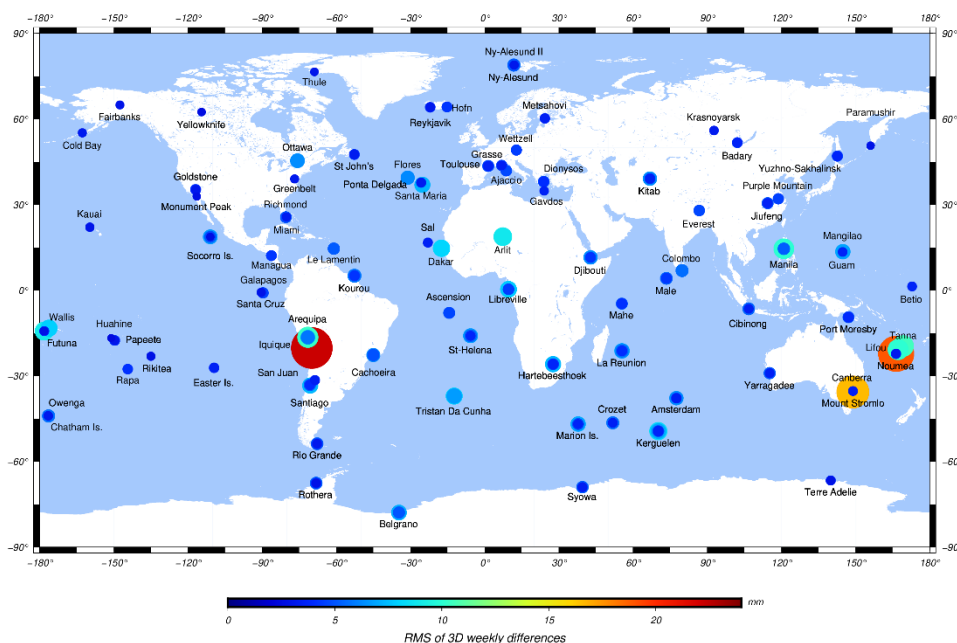 −180° −150° −120° −90° −60° −30° 0° 30° 60° 90° 120° 150° 180°
90° 90°
Ny-Alesund II
Ny-Alesund
Thule
Hofn
Metsahovi
Krasnoyarsk
Paramushir
Fairbanks
Reykjavik
60° 60°
Yellowknife
Cold Bay
Wettzell
Badary
Ottawa
Grasse
Yuzhno-Sakhalinsk
St John's
Flores
Toulouse
Dionysos
Goldstone
Greenbelt
Ponta Delgada
Ajaccio
Kitab
Purple Mountain
Santa Maria
Gavdos
Monument Peak
Richmond
Jiufeng
30° 30°
Kauai
Miami
Everest
Sal
Mangilao
Socorro Is.
Le Lamentin
Dakar
Arlit
Colombo
Manila
Guam
Managua
Djibouti
Galapagos
Kourou
Male
0° 0°
Santa Cruz
Ascension
Libreville
Betio
Wallis
Huahine
Arequipa
Mahe
Cibinong
Port Moresby
Tanna
Futuna
Papeete
Iquique
St-Helena
Lifou
Noumea
Rikitea
San Juan
Cachoeira
La Reunion
−30° −30°
Rapa
Easter Is.
Hartebeesthoek
Canberra
Yarragadee
Owenga
Santiago
Tristan Da Cunha
Crozet
Amsterdam
Mount Stromlo
Chatham Is.
Marion Is.
Rio Grande
Kerguelen
−60° −60°
Rothera
Syowa
Terre Adelie
Belgrano
−90° −90°
−180° −150° −120° −90° −60° −30° 0° 30° 60° 90° 120° 150° 180°
mm
0 5 10 15 20
RMS of 3D weekly differences